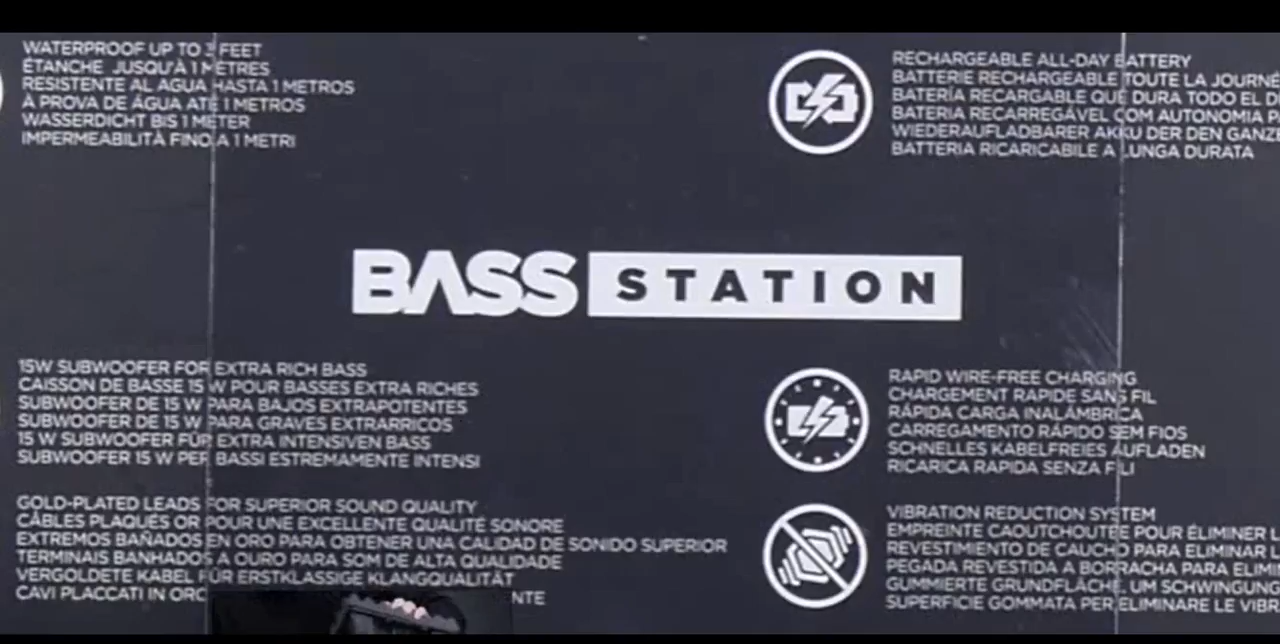 WATERPROOF UP TO 3 FEET
ÉTANCHE JUSQU'À 1 MÈTRES
RESISTENTE AL AGUA HASTA 1 METROS
À PROVA DE ÁGUA ATÉ 1 METROS
WASSERDICHT BIS 1 METER
IMPERMEABILITÀ FINO A 1 METRI
RECHARGEABLE ALL-DAY BATTERY
BATTERIE RECHARGEABLE TOUTE LA JOURNÉ
BATERÍA RECARGABLE QUE DURA TODO EL D
BATERIA RECARREGÁVEL COM AUTONOMIA P
WIEDERAUFLADBARER AKKU DER DEN GANZE
BATTERIA RICARICABILE A LUNGA DURATA
BASS STATION
15W SUBWOOFER FOR EXTRA RICH BASS
CAISSON DE BASSE 15 W POUR BASSES EXTRA RICHES
SUBWOOFER DE 15 W PARA BAJOS EXTRAPOTENTES
SUBWOOFER DE 15 W PARA GRAVES EXTRARRICOS
15 W SUBWOOFER FÜR EXTRA INTENSIVEN BASS
SUBWOOFER 15 W PER BASSI ESTREMAMENTE INTENSI
RAPID WIRE-FREE CHARGING
CHARGEMENT RAPIDE SANS FIL
RÁPIDA CARGA INALÁMBRICA
CARREGAMENTO RÁPIDO SEM FIOS
SCHNELLES KABELFREIES AUFLADEN
RICARICA RAPIDA SENZA FILI
GOLD-PLATED LEADS FOR SUPERIOR SOUND QUALITY
CÂBLES PLAQUÉS OR POUR UNE EXCELLENTE QUALITÉ SONORE
EXTREMOS BAÑADOS EN ORO PARA OBTENER UNA CALIDAD DE SONIDO SUPERIOR
TERMINAIS BANHADOS A OURO PARA SOM DE ALTA QUALIDADE
VERGOLDETE KABEL FÜR ERSTKLASSIGE KLANGQUALITÄT
CAVI PLACCATI IN ORO NTE
VIBRATION REDUCTION SYSTEM
EMPREINTE CAOUTCHOUTÉE POUR ÉLIMINER L
REVESTIMIENTO DE CAUCHO PARA ELIMINAR L
PEGADA REVESTIDA A BORRACHA PARA ELIMI
GUMMIERTE GRUNDFLÄCHE, UM SCHWINGUNG
SUPERFICIE GOMMATA PER ELIMINARE LE VIBR